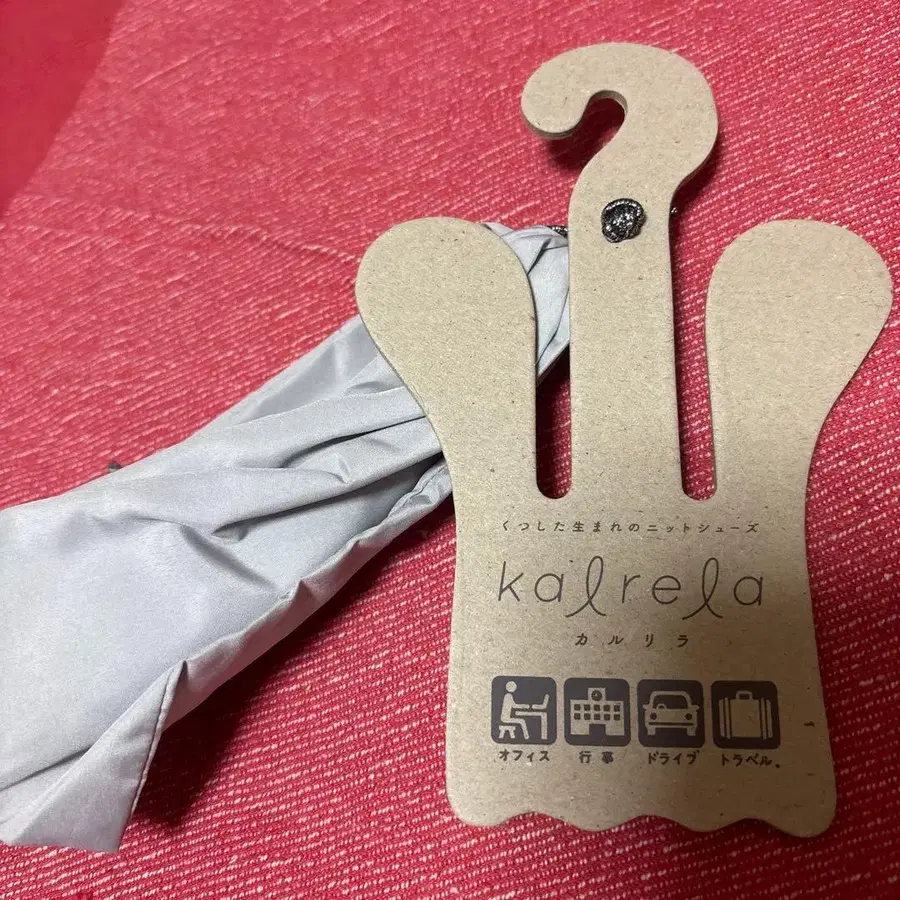 くつした生まれのニットシューズ
kalrela
カルリラ
オフィス 行事 ドライブ トラベル.